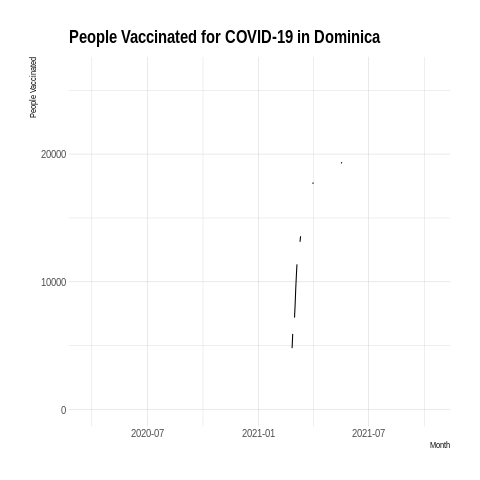 People Vaccinated for COVID-19 in Dominica
People Vaccinated
20000
10000
0
2020-07 2021-01 2021-07
Month